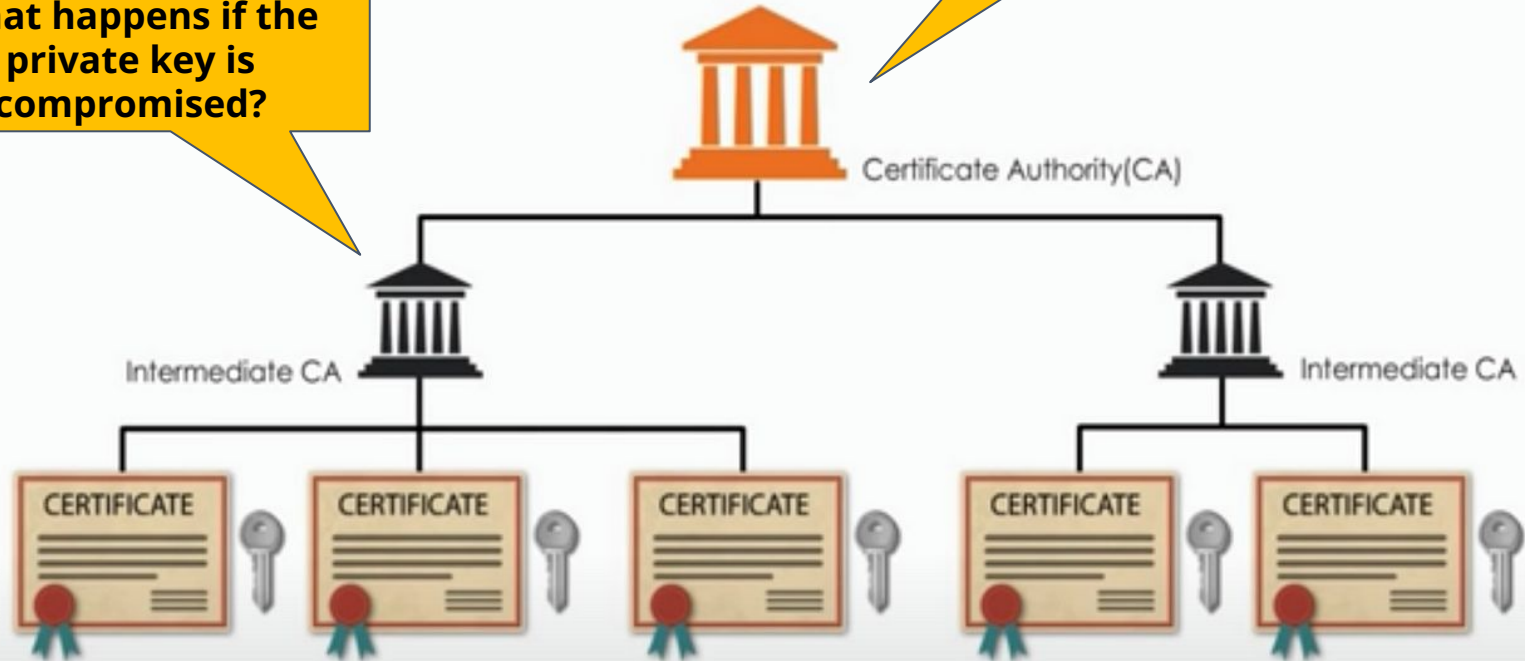 happens if the
private key is
compromised?
Certificate Authority(CA)
Intermediate CA
Intermediate CA
CERTIFICATE
CERTIFICATE
CERTIFICATE
CERTIFICATE
CERTIFICATE